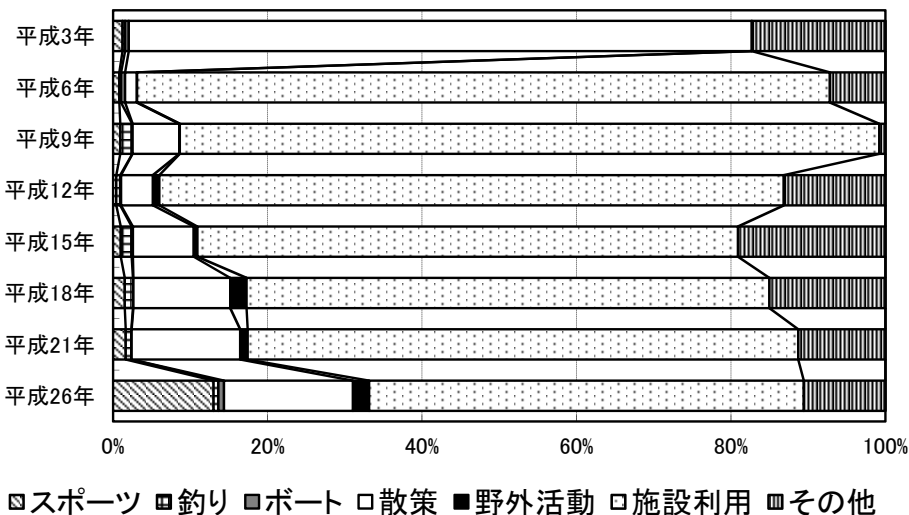 平成3年
平成6年
平成9年
平成12年
平成15年
平成18年
平成21年
平成26年
0% 20% 40% 60% 80% 100%
スポーツ 釣り ボート 散策 野外活動 施設利用 その他